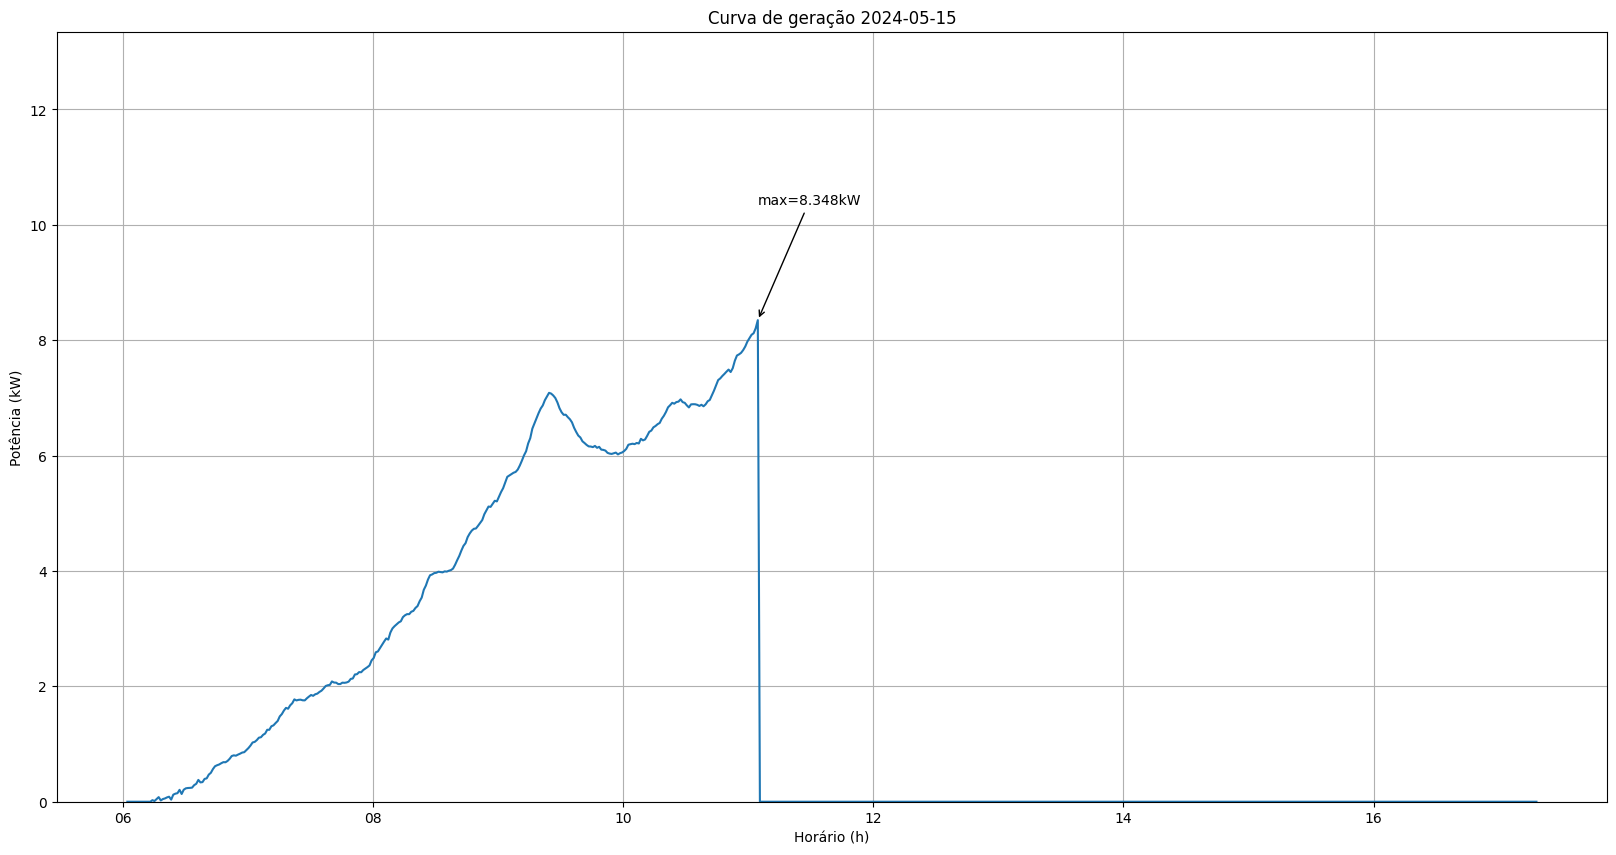 Curva de geração 2024-05-15
12
max=8.348kW
10
8
Potência (kW)
6
4
2
0
06 08 10 12 14 16
Horário (h)